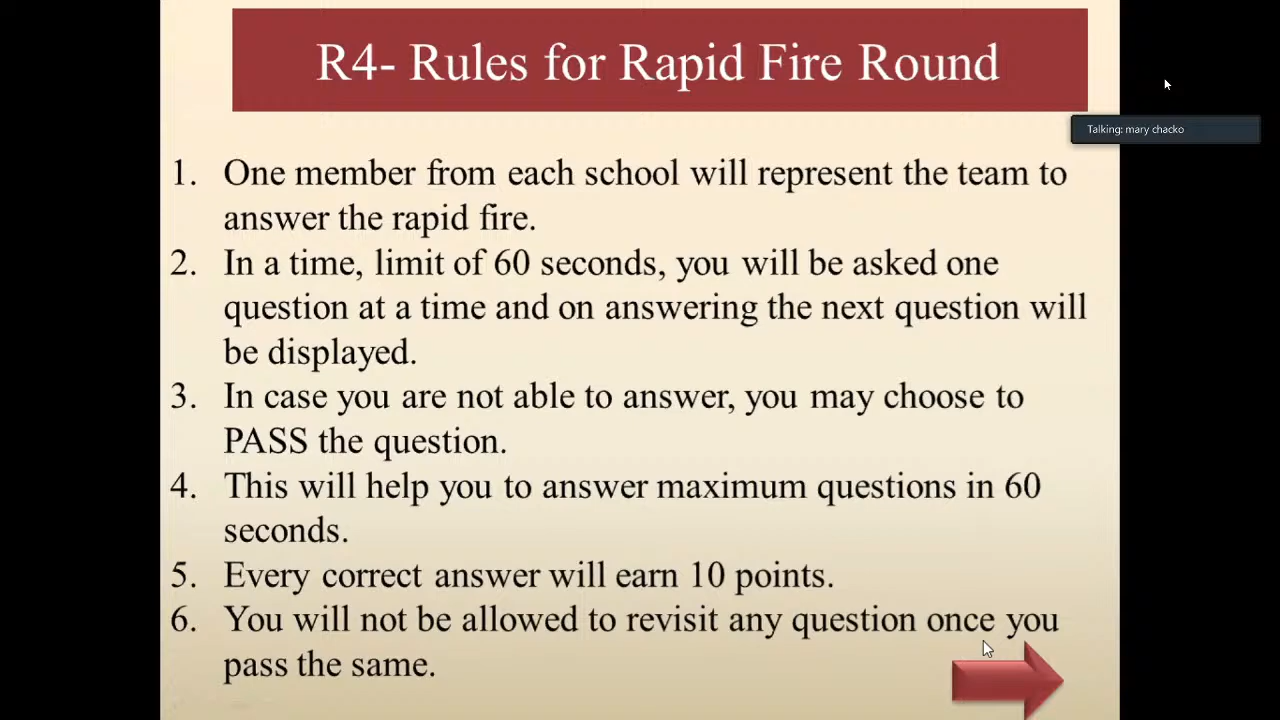 R4- Rules for Rapid Fire Round
Talking: mary chacko
1. One member from each school will represent the team to
answer the rapid fire.
2. In a time, limit of 60 seconds, you will be asked one
question at a time and on answering the next question will
be displayed.
3. In case you are not able to answer, you may choose to
PASS the question.
4. This will help you to answer maximum questions in 60
seconds.
5. Every correct answer will earn 10 points.
6. You will not be allowed to revisit any question once you
pass the same.